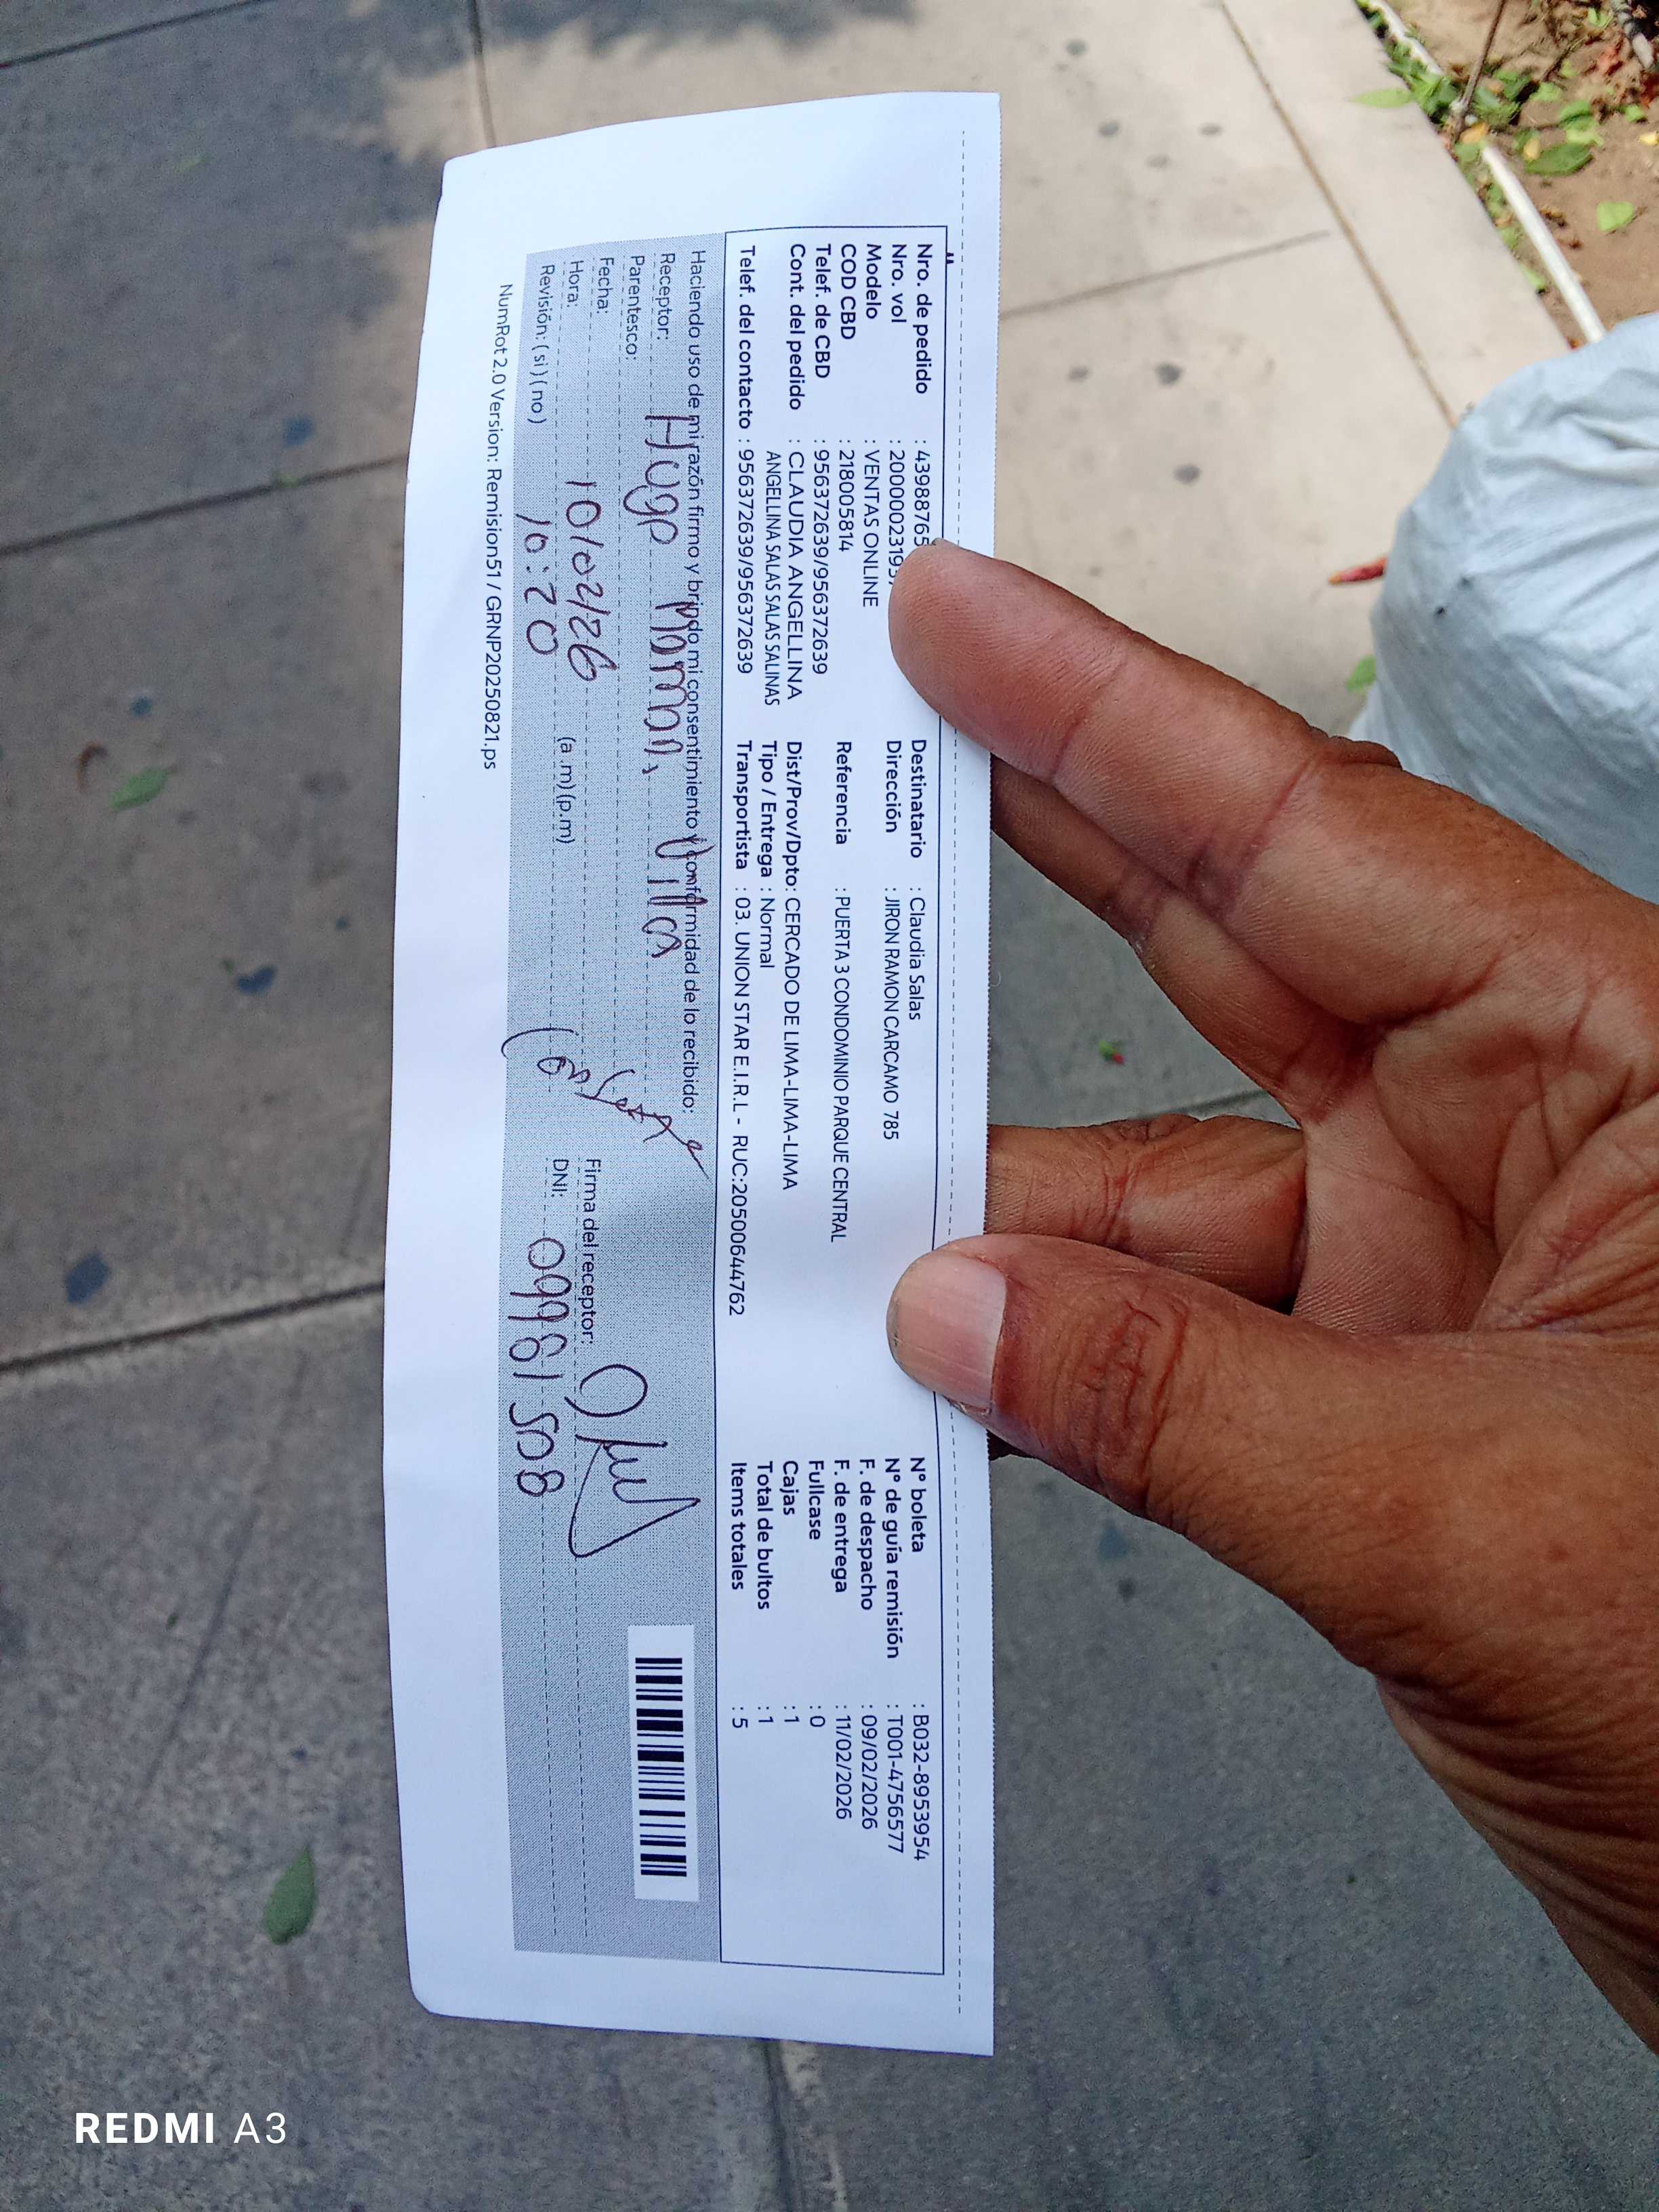 Nro. de pedido : 43988765
Nro. vol : 20000023195
Modelo : VENTAS ONLINE
COD CBD : 218005814
Telef. de CBD : 956372639/956372639
Cont. del pedido : CLAUDIA ANGELLINA
ANGELINA SALAS SALAS SALAS SALINAS
Telef. del contacto : 956372639/956372639
Destinatario : Claudia Salas
Dirección : JIRON RAMON CARCAMO 785
Referencia : PUERTA 3 CONDOMINIO PARQUE CENTRAL
Dist/Prov/Dpto: CERCADO DE LIMA-LIMA-LIMA
Tipo / Entrega : Normal
Transportista : 03. UNION STAR E.I.R.L - RUC:20500644762
N° boleta : B032-8953954
N° de guía remisión : T001-4756577
F. de despacho : 09/02/2026
F. de entrega : 11/02/2026
Fullcase : 0
Cajas : 1
Total de bultos : 1
Items totales : 5
Haciendo uso de mi razón firmo y brindo mi consentimiento y conformidad de lo recibido:
Receptor: Hugo Mamani Villa
Parentesco:
Fecha: 10/02/26
Hora: 10:20 (a.m)(p.m)
Revisión: (si)(no)
Firma del receptor:
DNI: 09981508
NumRot 2.0 Version: Remision51 / GRNP20250821.ps
REDMI A3